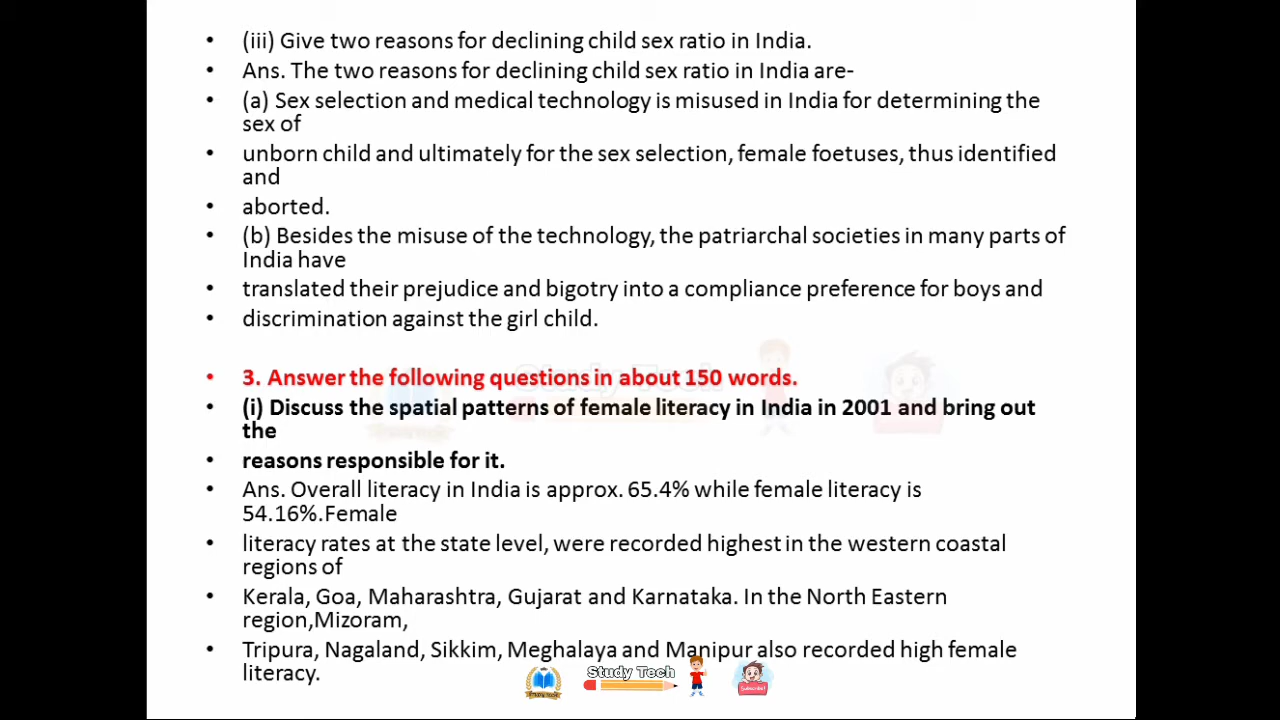 • (iii) Give two reasons for declining child sex ratio in India.
• Ans. The two reasons for declining child sex ratio in India are-
• (a) Sex selection and medical technology is misused in India for determining the
sex of
• unborn child and ultimately for the sex selection, female foetuses, thus identified
and
• aborted.
• (b) Besides the misuse of the technology, the patriarchal societies in many parts of
India have
• translated their prejudice and bigotry into a compliance preference for boys and
• discrimination against the girl child.
• 3. Answer the following questions in about 150 words.
• (i) Discuss the spatial patterns of female literacy in India in 2001 and bring out
the
• reasons responsible for it.
• Ans. Overall literacy in India is approx. 65.4% while female literacy is
54.16%.Female
• literacy rates at the state level, were recorded highest in the western coastal
regions of
• Kerala, Goa, Maharashtra, Gujarat and Karnataka. In the North Eastern
region,Mizoram,
• Tripura, Nagaland, Sikkim, Meghalaya and Manipur also recorded high female
literacy.
Study Tech
Subscribe!